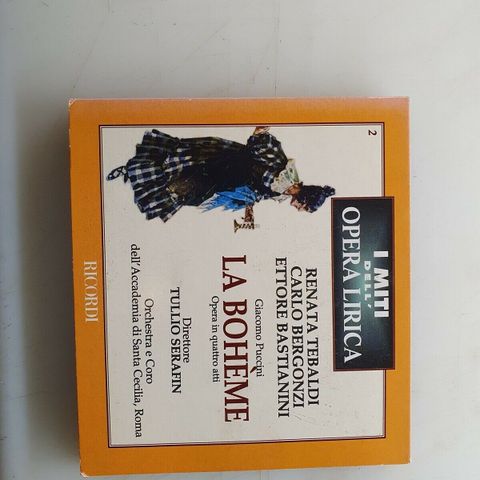 2
I MITI
DELL'
OPERA LIRICA
RENATA TEBALDI
CARLO BERGONZI
ETTORE BASTIANINI
Giacomo Puccini
LA BOHÈME
Opera in quattro atti
Direttore
TULLIO SERAFIN
Orchestra e Coro
dell'Accademia di Santa Cecilia, Roma
RICORDI